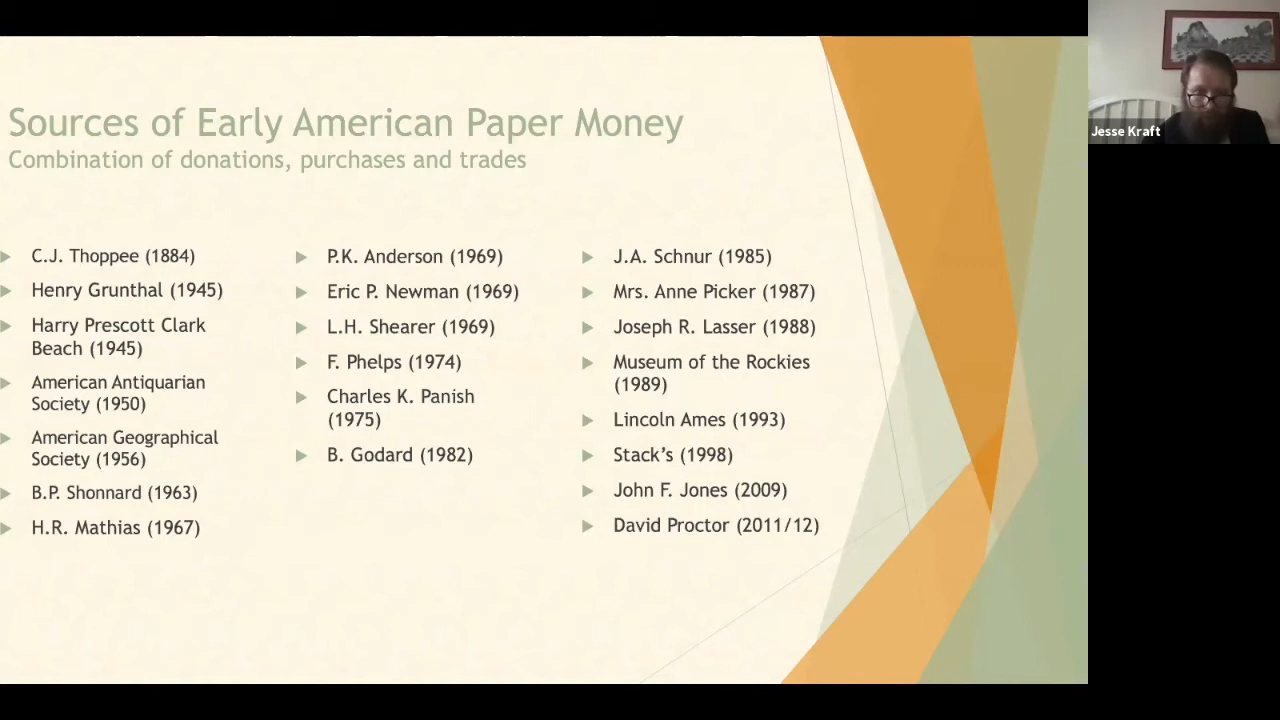 Sources of Early American Paper Money
Combination of donations, purchases and trades
C.J. Thoppee (1884)
Henry Grunthal (1945)
Harry Prescott Clark
Beach (1945)
American Antiquarian
Society (1950)
American Geographical
Society (1956)
B.P. Shonnard (1963)
H.R. Mathias (1967)
P.K. Anderson (1969)
Eric P. Newman (1969)
L.H. Shearer (1969)
F. Phelps (1974)
Charles K. Panish
(1975)
B. Godard (1982)
J.A. Schnur (1985)
Mrs. Anne Picker (1987)
Joseph R. Lasser (1988)
Museum of the Rockies
(1989)
Lincoln Ames (1993)
Stack’s (1998)
John F. Jones (2009)
David Proctor (2011/12)
Jesse Kraft